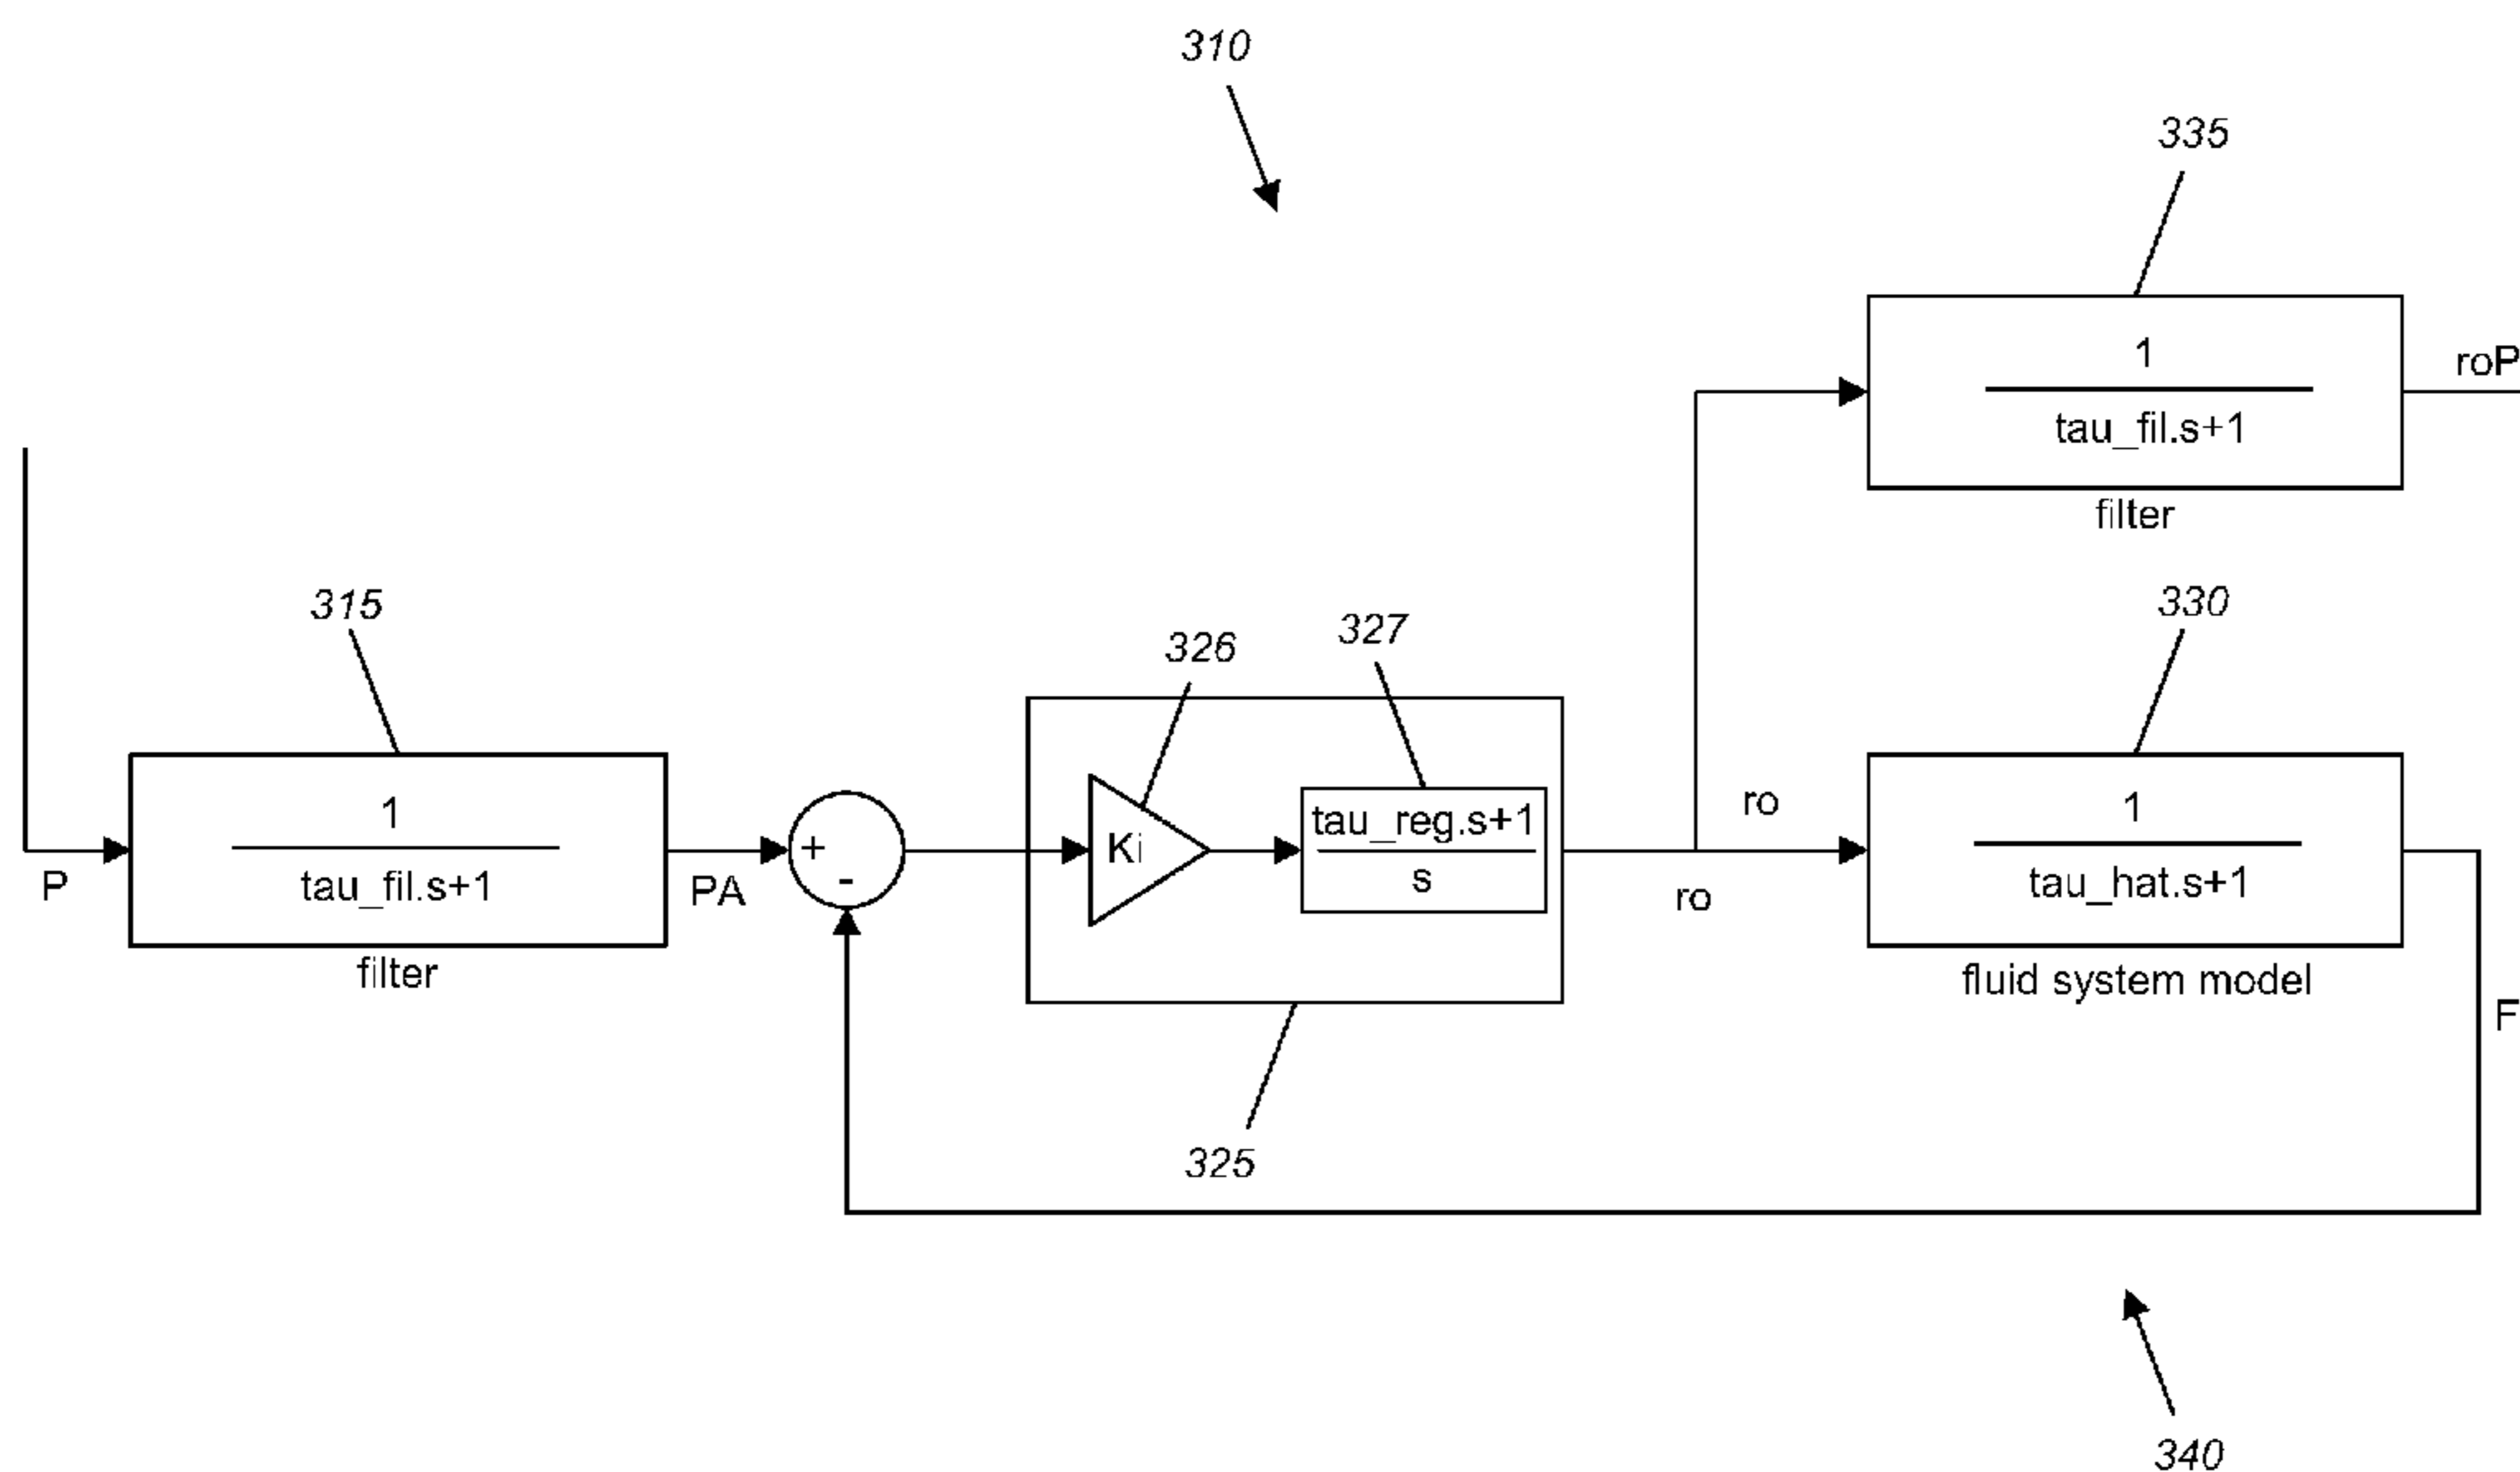 310
335
1
tau_fil.s+1
filter
roP
315
1
tau_fil.s+1
filter
P
PA
+
-
326
327
Ki
tau_reg.s+1
s
325
ro
ro
330
1
tau_hat.s+1
fluid system model
F
340